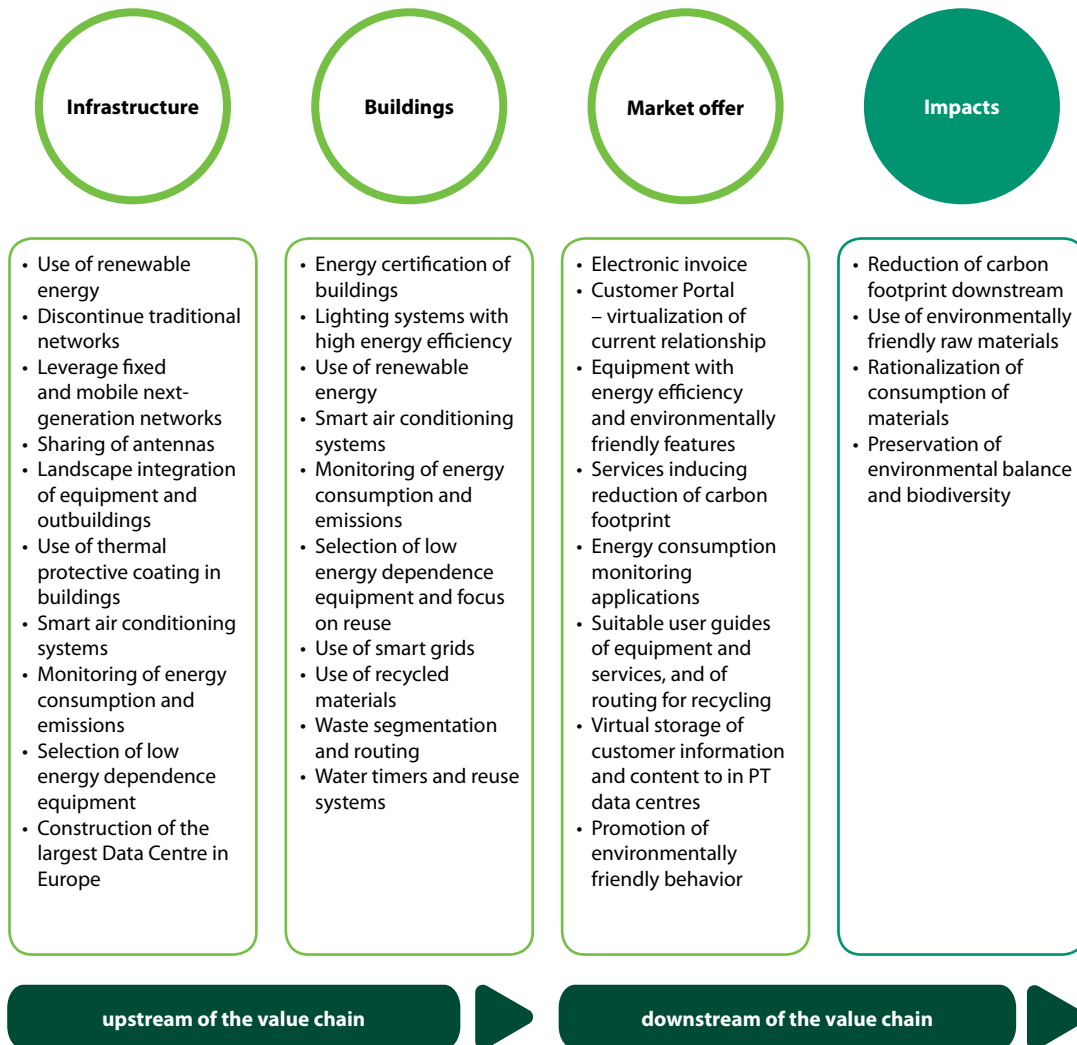 Infrastructure
Buildings
Market offer
Impacts
• Use of renewable
energy
• Discontinue traditional
networks
• Leverage fixed
and mobile next-
generation networks
• Sharing of antennas
• Landscape integration
of equipment and
outbuildings
• Use of thermal
protective coating in
buildings
• Smart air conditioning
systems
• Monitoring of energy
consumption and
emissions
• Selection of low
energy dependence
equipment
• Construction of the
largest Data Centre in
Europe
• Energy certification of
buildings
• Lighting systems with
high energy efficiency
• Use of renewable
energy
• Smart air conditioning
systems
• Monitoring of energy
consumption and
emissions
• Selection of low
energy dependence
equipment and focus
on reuse
• Use of smart grids
• Use of recycled
materials
• Waste segmentation
and routing
• Water timers and reuse
systems
• Electronic invoice
• Customer Portal
– virtualization of
current relationship
• Equipment with
energy efficiency
and environmentally
friendly features
• Services inducing
reduction of carbon
footprint
• Energy consumption
monitoring
applications
• Suitable user guides
of equipment and
services, and of
routing for recycling
• Virtual storage of
customer information
and content to in PT
data centres
• Promotion of
environmentally
friendly behavior
• Reduction of carbon
footprint downstream
• Use of environmentally
friendly raw materials
• Rationalization of
consumption of
materials
• Preservation of
environmental balance
and biodiversity
upstream of the value chain
downstream of the value chain